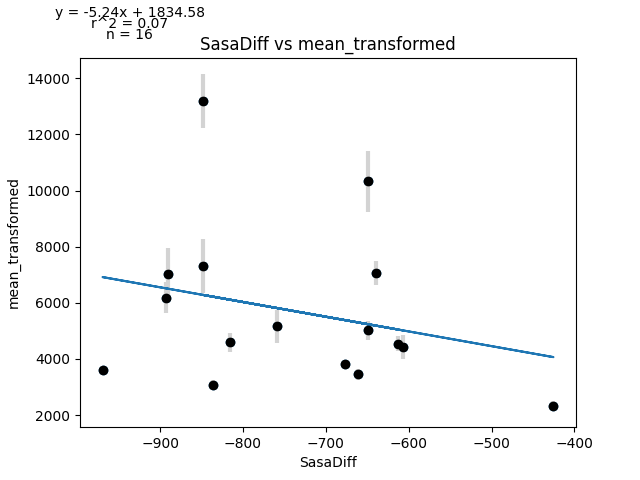 y = -5.24x + 1834.58
r^2 = 0.07
n = 16
SasaDiff vs mean_transformed
14000
12000
10000
8000
6000
4000
2000
mean_transformed
−900 −800 −700 −600 −500 −400
SasaDiff